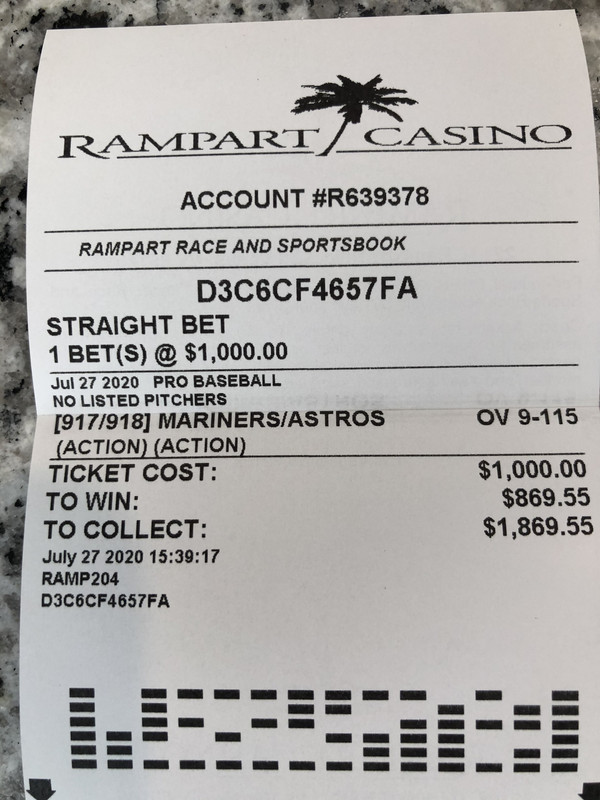 RAMPART CASINO
ACCOUNT #R639378
RAMPART RACE AND SPORTSBOOK
D3C6CF4657FA
STRAIGHT BET
1 BET(S) @ $1,000.00
Jul 27 2020 PRO BASEBALL
NO LISTED PITCHERS
[917/918] MARINERS/ASTROS OV 9-115
(ACTION) (ACTION)
TICKET COST: $1,000.00
TO WIN: $869.55
TO COLLECT: $1,869.55
July 27 2020 15:39:17
RAMP204
D3C6CF4657FA